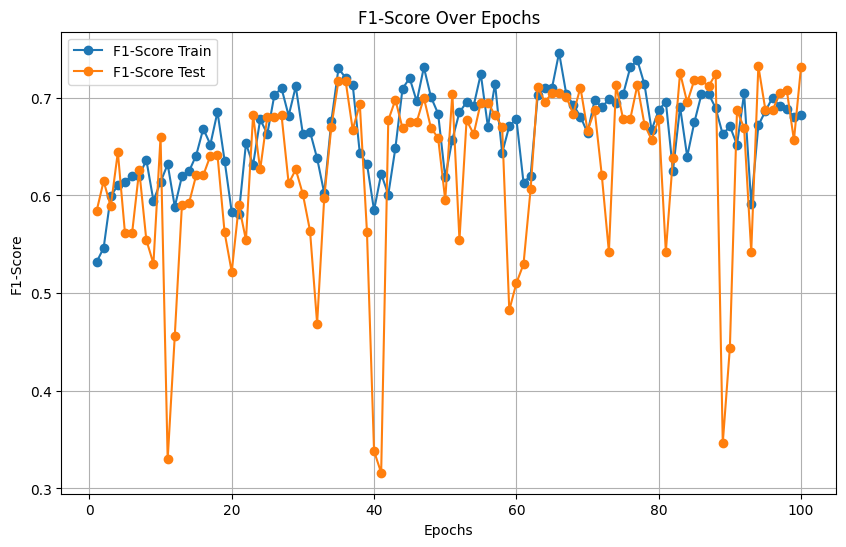 F1-Score Over Epochs
F1-Score Train
F1-Score Test
F1-Score
0.7
0.6
0.5
0.4
0.3
0 20 40 60 80 100
Epochs